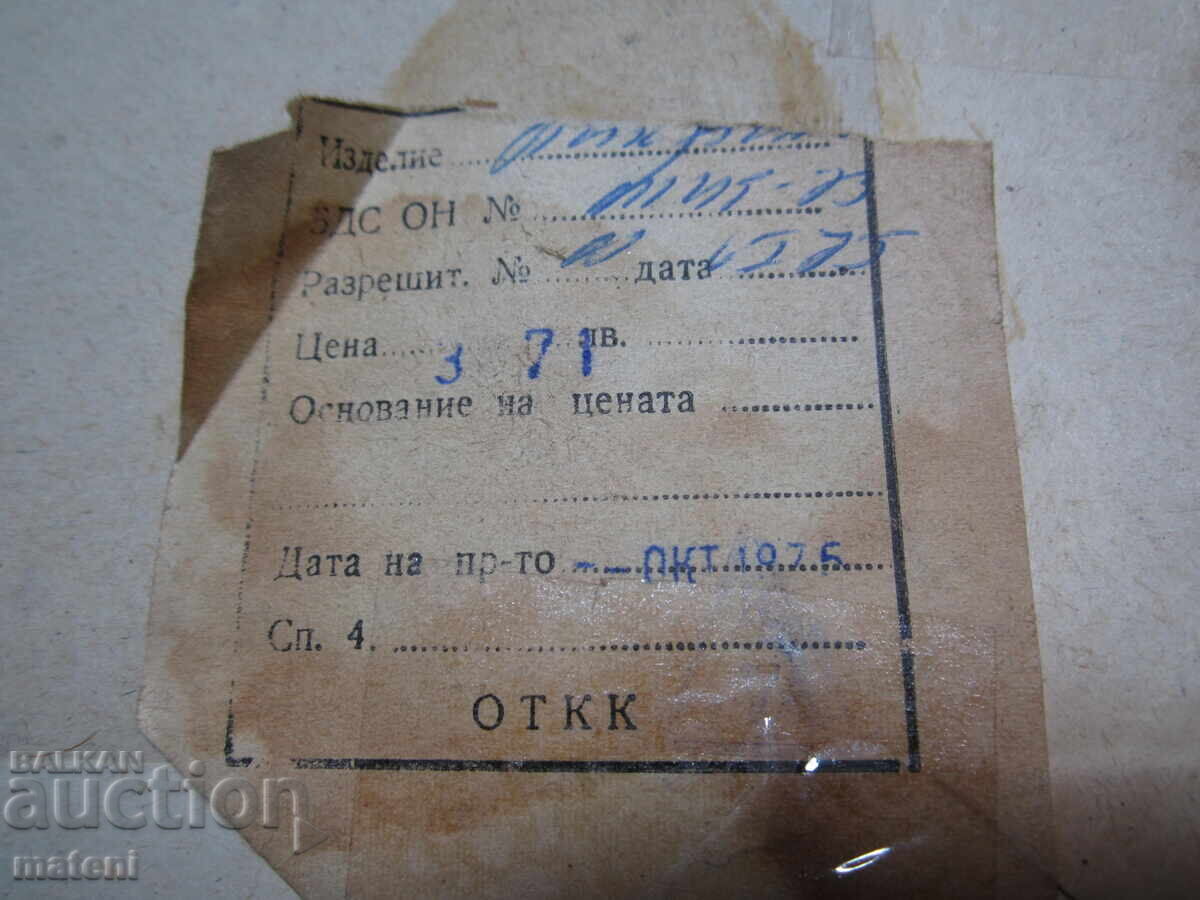 Изделие
БДС ОН №
Разрешит. № дата
Цена 3 71 лв.
Основание на цената
Дата на пр-то -- ОКТ 1975
Сп. 4.
ОТКК
BALKAN
auction
mateni